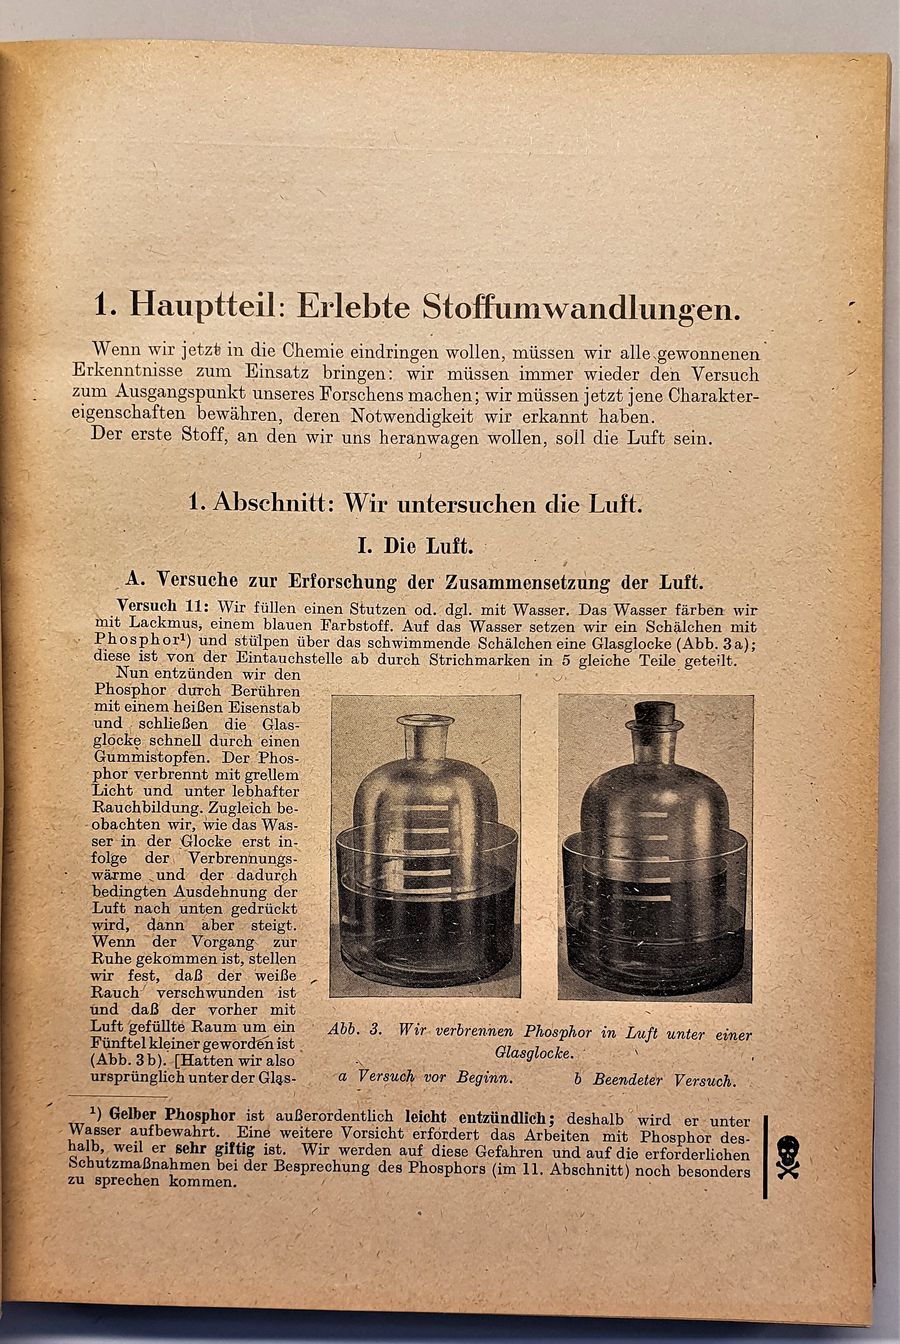 1. Hauptteil: Erlebte Stoffumwandlungen.
Wenn wir jetzt in die Chemie eindringen wollen, müssen wir alle gewonnenen
Erkenntnisse zum Einsatz bringen: wir müssen immer wieder den Versuch
zum Ausgangspunkt unseres Forschens machen; wir müssen jetzt jene Charakter-
eigenschaften bewähren, deren Notwendigkeit wir erkannt haben.
Der erste Stoff, an den wir uns heranwagen wollen, soll die Luft sein.
1. Abschnitt: Wir untersuchen die Luft.
I. Die Luft.
A. Versuche zur Erforschung der Zusammensetzung der Luft.
Versuch 11: Wir füllen einen Stutzen od. dgl. mit Wasser. Das Wasser färben wir
mit Lackmus, einem blauen Farbstoff. Auf das Wasser setzen wir ein Schälchen mit
Phosphor¹) und stülpen über das schwimmende Schälchen eine Glasglocke (Abb. 3a);
diese ist von der Eintauchstelle ab durch Strichmarken in 5 gleiche Teile geteilt.
Nun entzünden wir den
Phosphor durch Berühren
mit einem heißen Eisenstab
und schließen die Glas-
glocke schnell durch einen
Gummistopfen. Der Phos-
phor verbrennt mit grellem
Licht und unter lebhafter
Rauchbildung. Zugleich be-
obachten wir, wie das Was-
ser in der Glocke erst in-
folge der Verbrennungs-
wärme und der dadurch
bedingten Ausdehnung der
Luft nach unten gedrückt
wird, dann aber steigt.
Wenn der Vorgang zur
Ruhe gekommen ist, stellen
wir fest, daß der weiße
Rauch verschwunden ist
und daß der vorher mit
Luft gefüllte Raum um ein
Fünftel kleiner geworden ist
(Abb. 3b). [Hatten wir also
ursprünglich unter der Glas-
Abb. 3. Wir verbrennen Phosphor in Luft unter einer
Glasglocke.
a Versuch vor Beginn. b Beendeter Versuch.
¹) Gelber Phosphor ist außerordentlich leicht entzündlich; deshalb wird er unter
Wasser aufbewahrt. Eine weitere Vorsicht erfordert das Arbeiten mit Phosphor des-
halb, weil er sehr giftig ist. Wir werden auf diese Gefahren und auf die erforderlichen
Schutzmaßnahmen bei der Besprechung des Phosphors (im 11. Abschnitt) noch besonders
zu sprechen kommen.